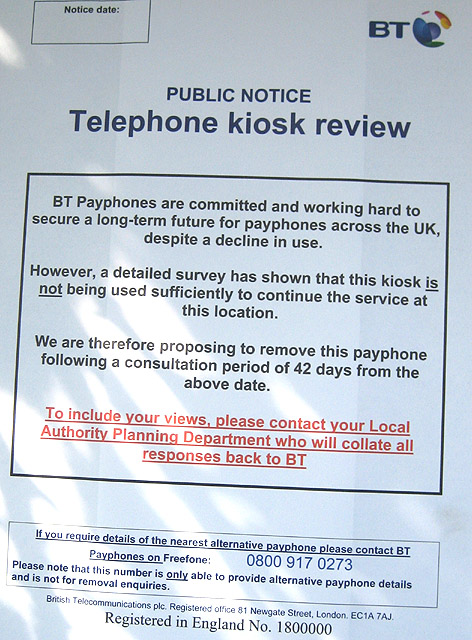 Notice date:
BT
PUBLIC NOTICE
Telephone kiosk review
BT Payphones are committed and working hard to
secure a long-term future for payphones across the UK,
despite a decline in use.
However, a detailed survey has shown that this kiosk is
not being used sufficiently to continue the service at
this location.
We are therefore proposing to remove this payphone
following a consultation period of 42 days from the
above date.
To include your views, please contact your Local
Authority Planning Department who will collate all
responses back to BT
If you require details of the nearest alternative payphone please contact BT
Payphones on Freefone: 0800 917 0273
Please note that this number is only able to provide alternative payphone details
and is not for removal enquiries.
British Telecommunications plc. Registered office 81 Newgate Street, London. EC1A 7AJ.
Registered in England No. 1800000